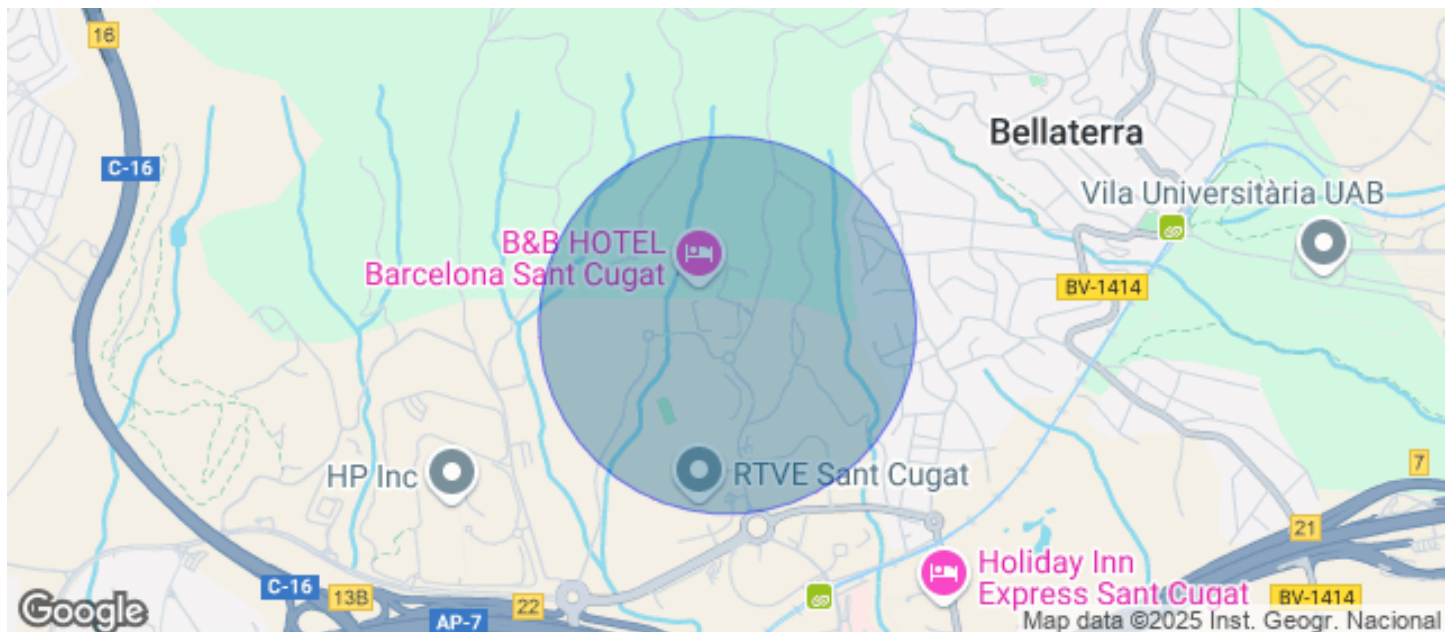 16
C-16
Bellaterra
Vila Universitària UAB
B&B HOTEL
Barcelona Sant Cugat
BV-1414
HP Inc
RTVE Sant Cugat
7
21
C-16
13B
22
AP-7
Holiday Inn
Express Sant Cugat
BV-1414
Google
Map data ©2025 Inst. Geogr. Nacional